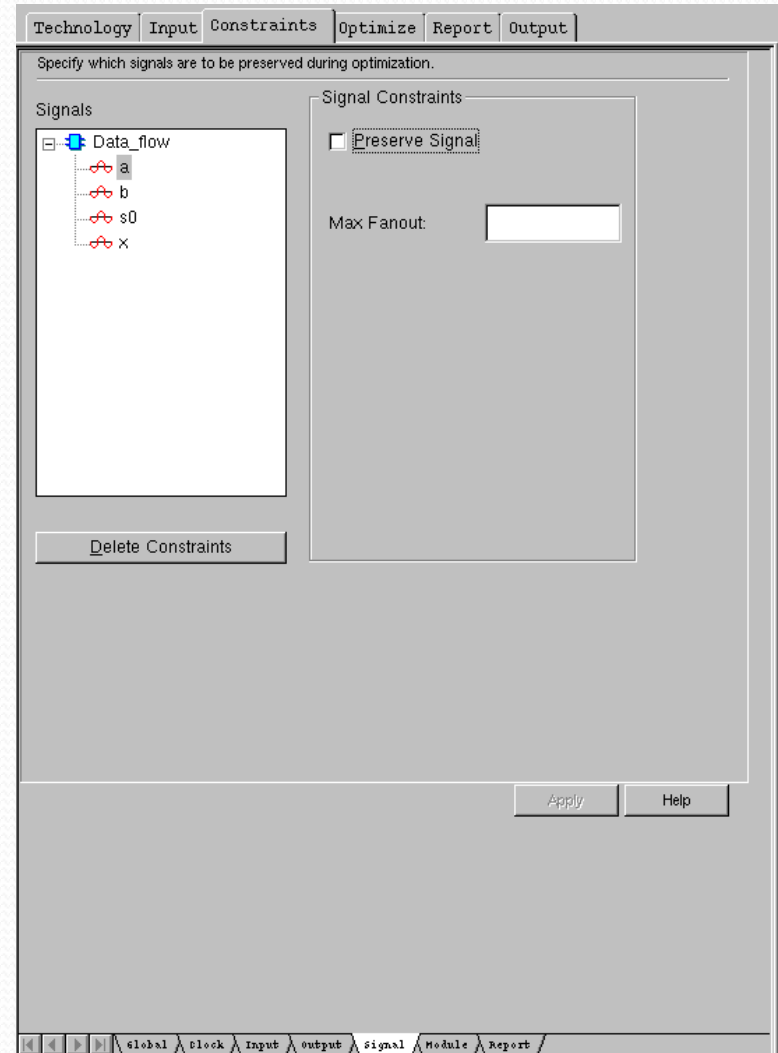 Technology Input Constraints Optimize Report Output
Specify which signals are to be preserved during optimization.
Signals
Data_flow
a
b
s0
x
Delete Constraints
Signal Constraints
Preserve Signal
Max Fanout:
Apply Help
Global Clock Input Output Signal Module Report